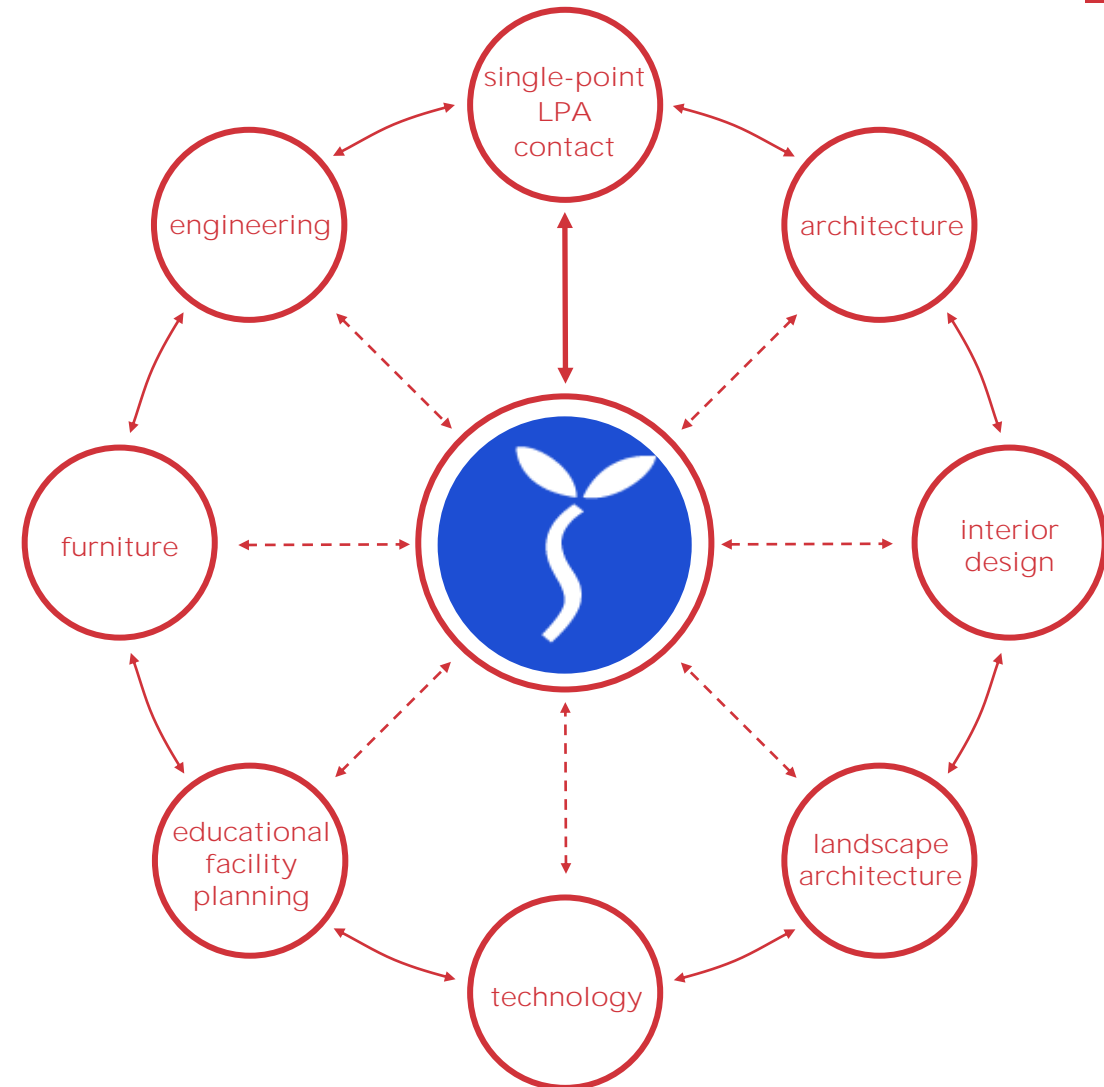 single-point
LPA
contact
engineering
architecture
furniture
interior
design
educational
facility
planning
landscape
architecture
technology